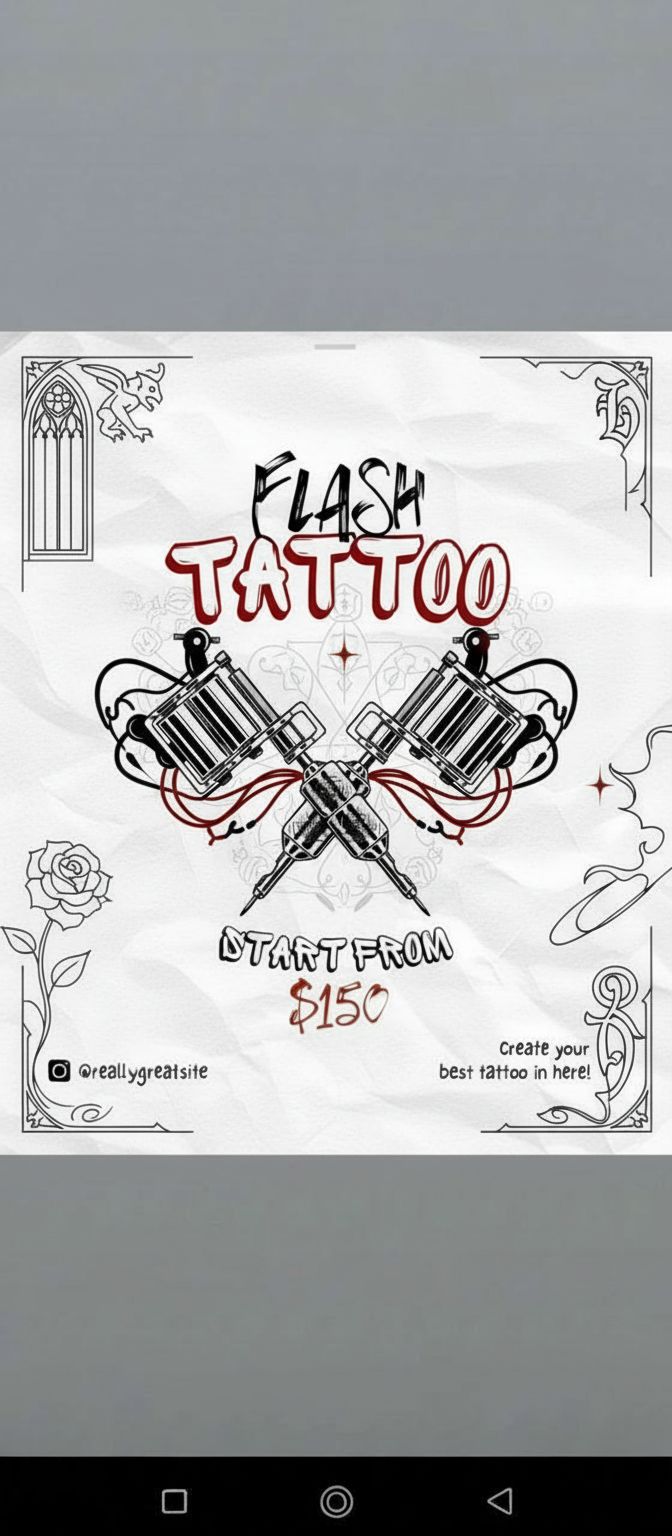 FLASH
TATTOO
START FROM
$150
@reallygreatsite
Create your
best tattoo in here!